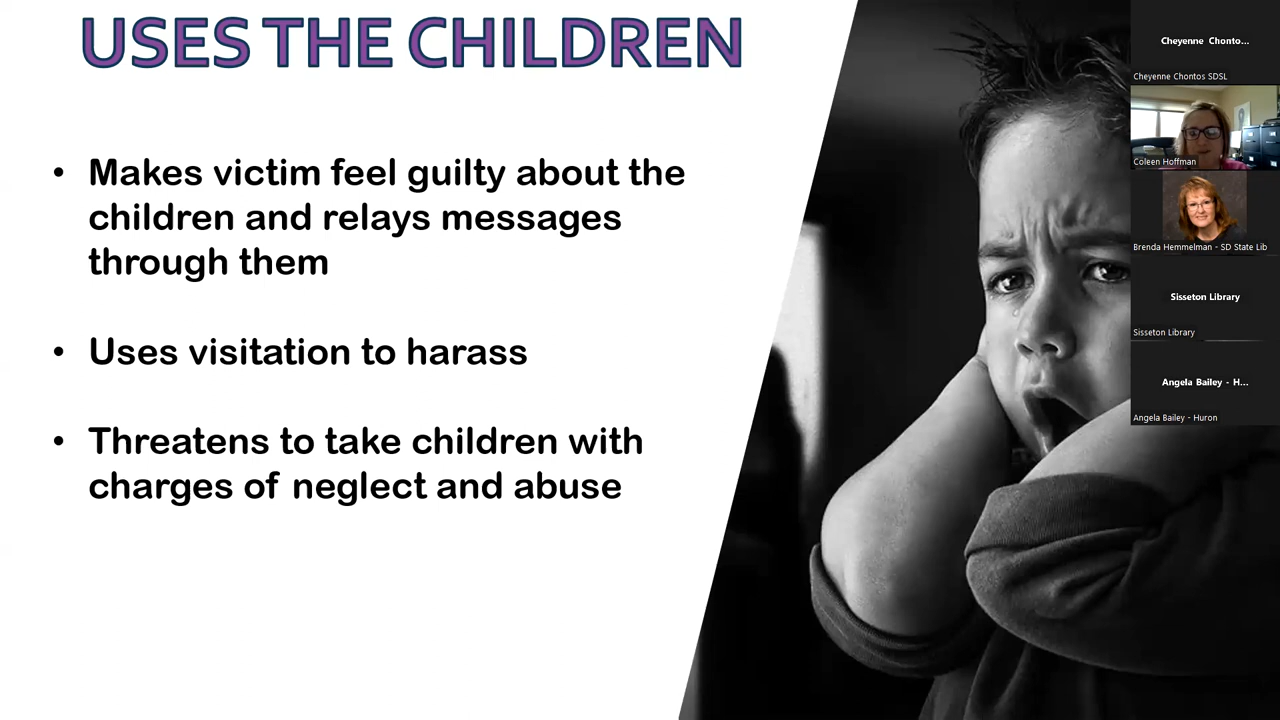 USES THE CHILDREN
• Makes victim feel guilty about the
children and relays messages
through them
• Uses visitation to harass
• Threatens to take children with
charges of neglect and abuse
Cheyenne Chonto...
Cheyenne Chontos SDSL
Coleen Hoffman
Brenda Hemmelman - SD State Lib
Sisseton Library
Sisseton Library
Angela Bailey - H...
Angela Bailey - Huron